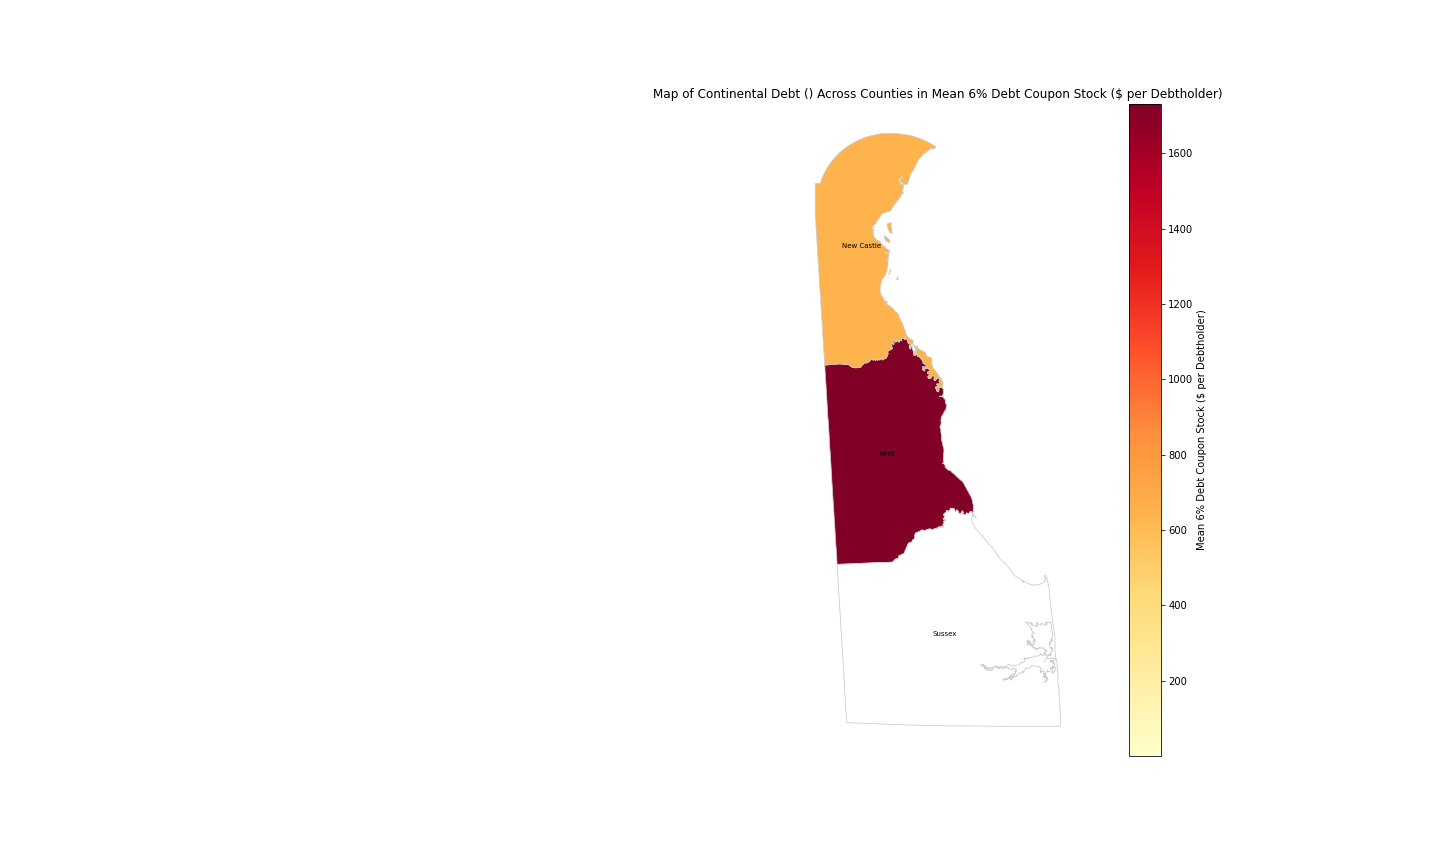 Map of Continental Debt () Across Counties in Mean 6% Debt Coupon Stock ($ per Debtholder)
New Castle
Kent
Sussex
1600
1400
1200
1000
800
600
400
200
Mean 6% Debt Coupon Stock ($ per Debtholder)